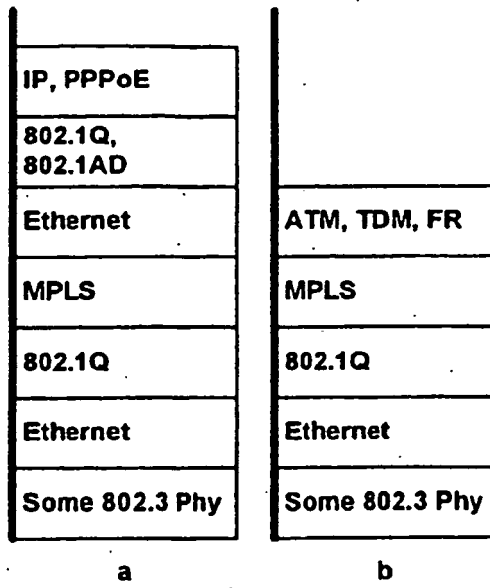 IP, PPPoE
802.1Q,
802.1AD
Ethernet
MPLS
802.1Q
Ethernet
Some 802.3 Phy
a
ATM, TDM, FR
MPLS
802.1Q
Ethernet
Some 802.3 Phy
b